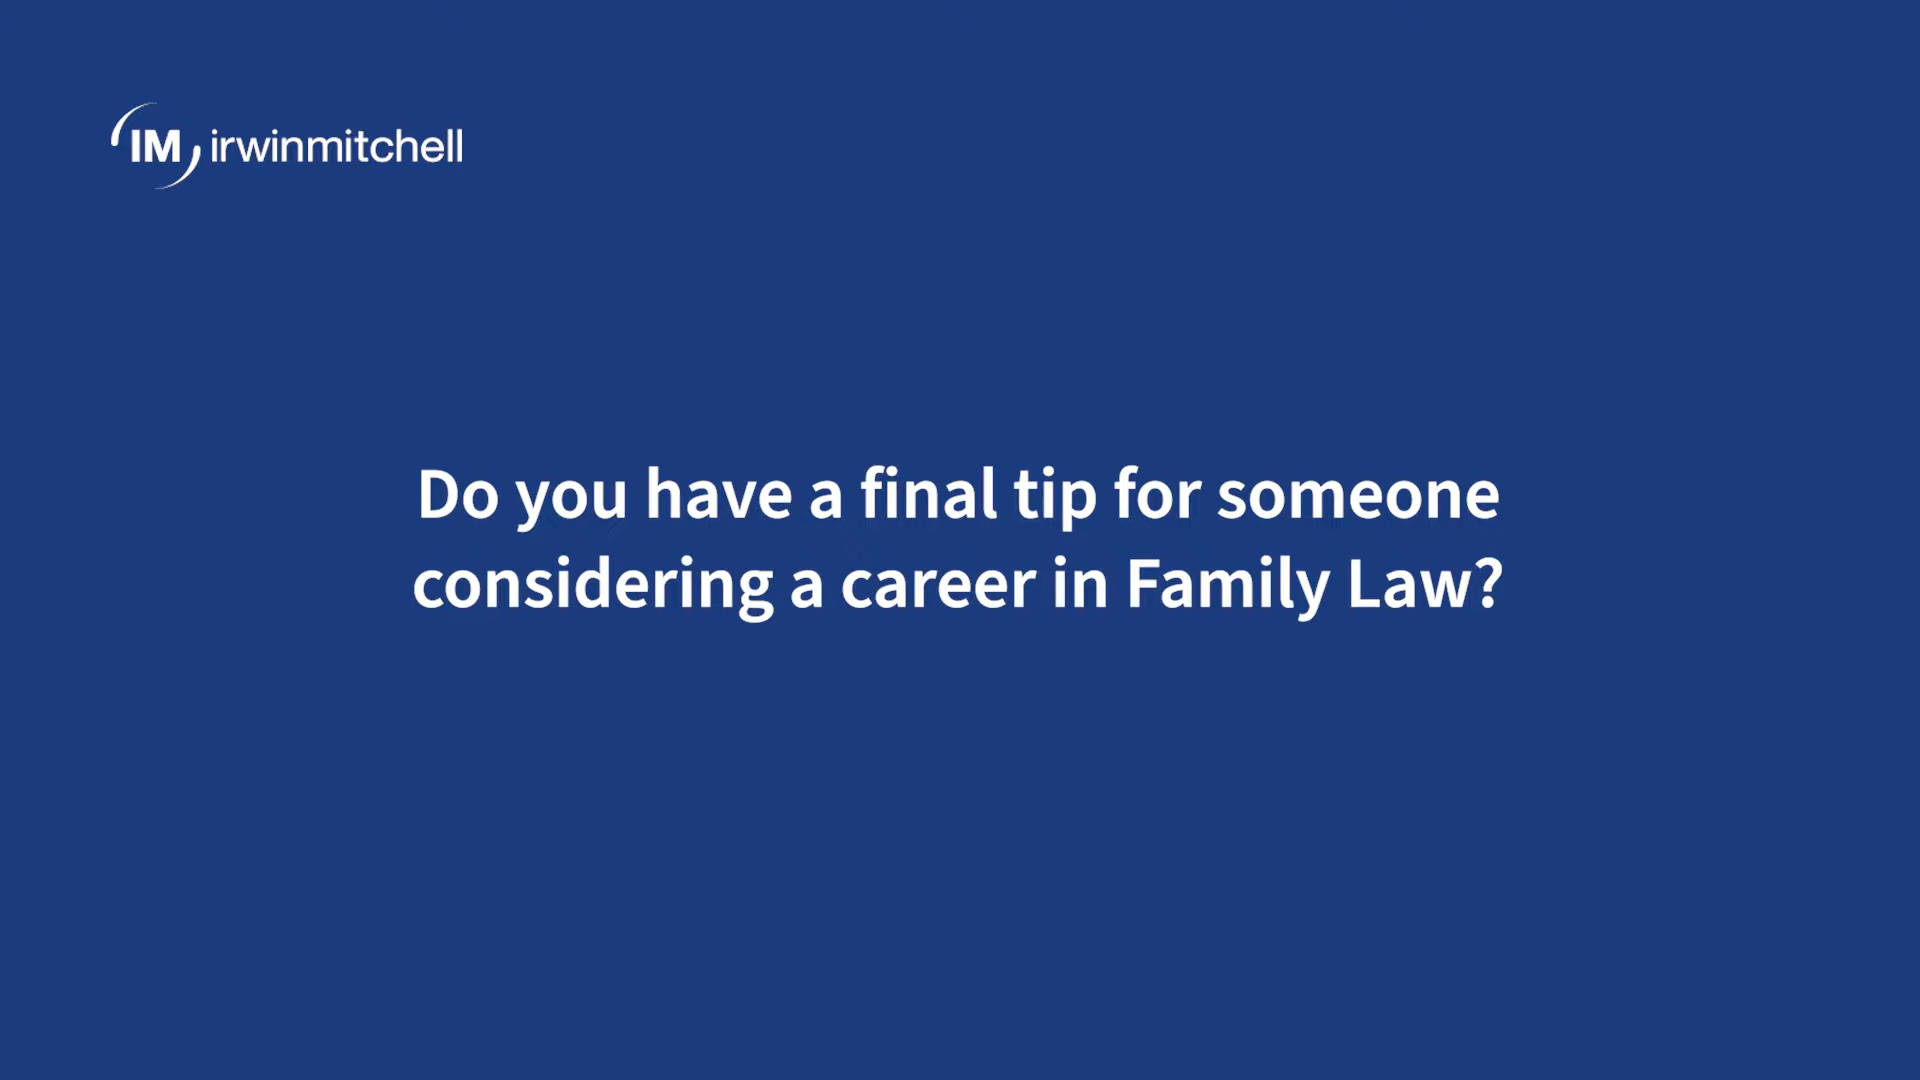 IM irwinmitchell
Do you have a final tip for someone
considering a career in Family Law?